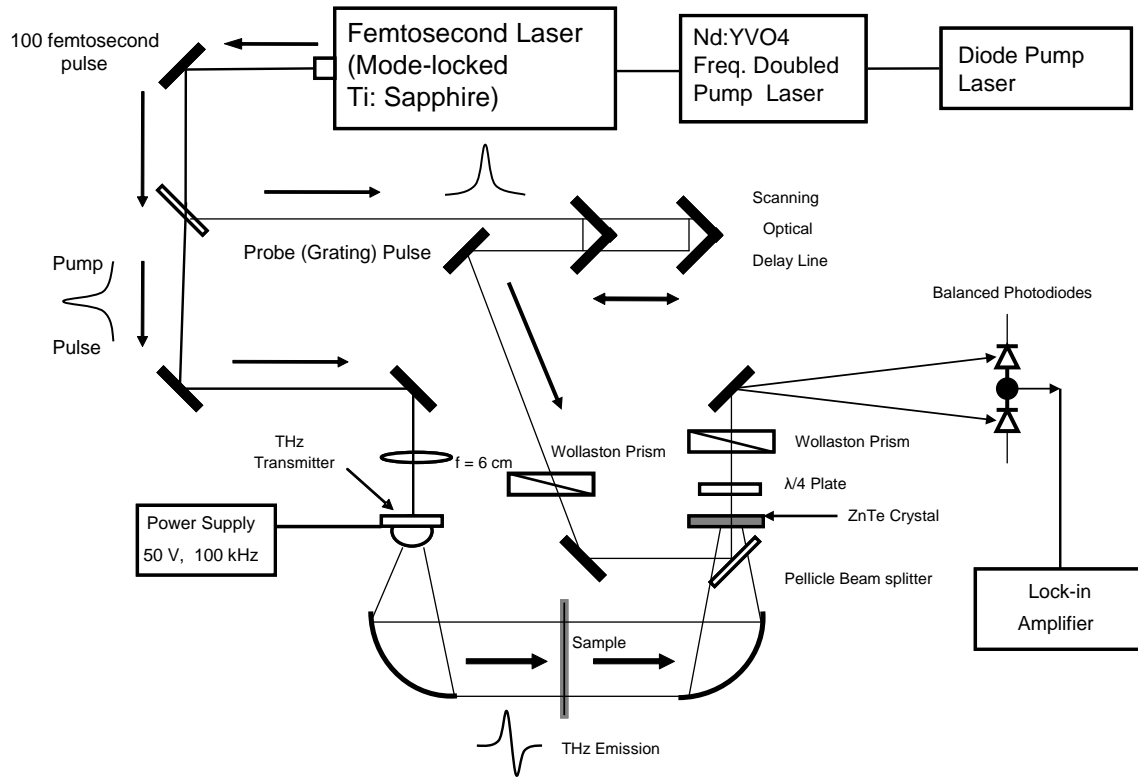 100 femtosecond
pulse
Femtosecond Laser
(Mode-locked
Ti: Sapphire)
Nd:YVO4
Freq. Doubled
Pump Laser
Diode Pump
Laser
Scanning
Optical
Delay Line
Probe (Grating) Pulse
Pump
Pulse
Balanced Photodiodes
THz
Transmitter
f = 6 cm
Wollaston Prism
Wollaston Prism
λ/4 Plate
ZnTe Crystal
Power Supply
50 V, 100 kHz
Pellicle Beam splitter
Lock-in
Amplifier
Sample
THz Emission